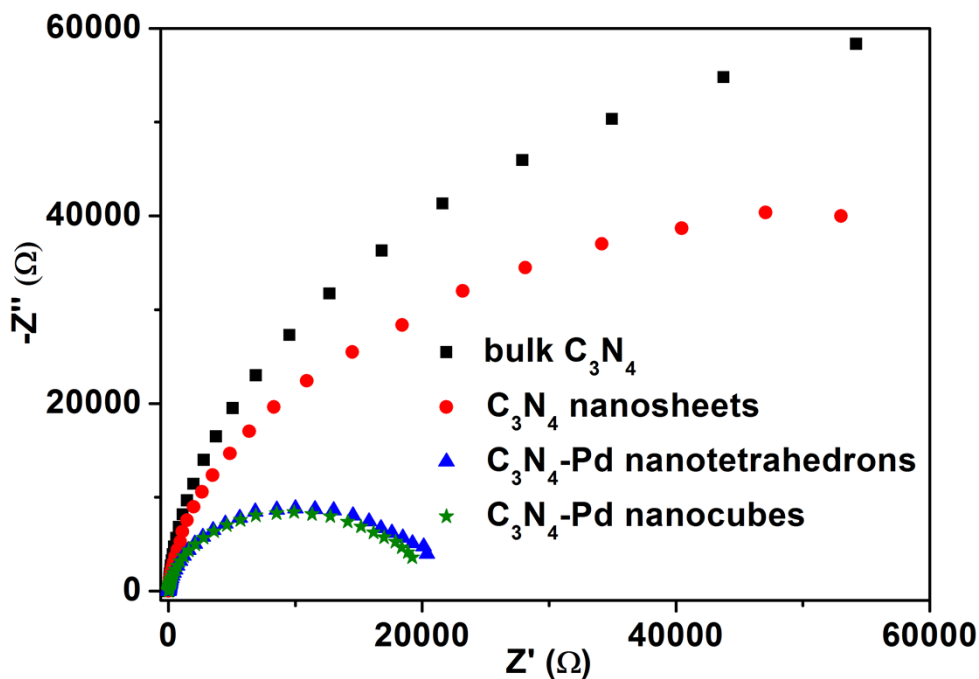 60000
40000
20000
0
-Z'' (Ω)
bulk C₃N₄
C₃N₄ nanosheets
C₃N₄-Pd nanotetrahedrons
C₃N₄-Pd nanocubes
0 20000 40000 60000
Z' (Ω)